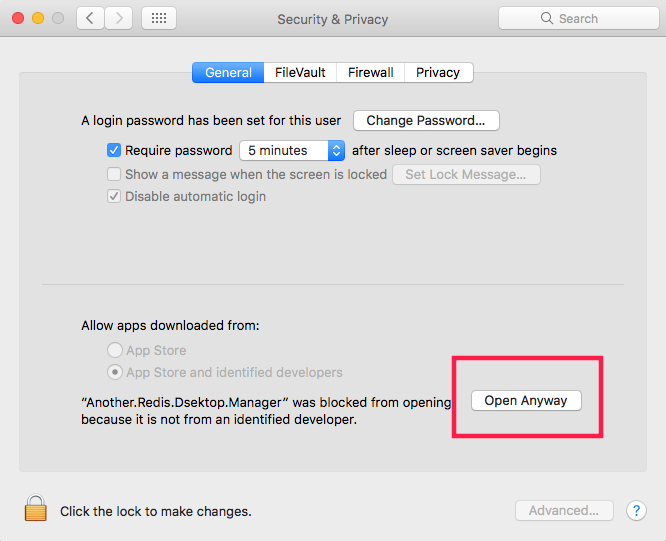 Security & Privacy
Search
General FileVault Firewall Privacy
A login password has been set for this user Change Password...
Require password 5 minutes after sleep or screen saver begins
Show a message when the screen is locked Set Lock Message...
Disable automatic login
Allow apps downloaded from:
App Store
App Store and identified developers
“Another.Redis.Dsektop.Manager” was blocked from opening
because it is not from an identified developer.
Open Anyway
Click the lock to make changes.
Advanced...
?